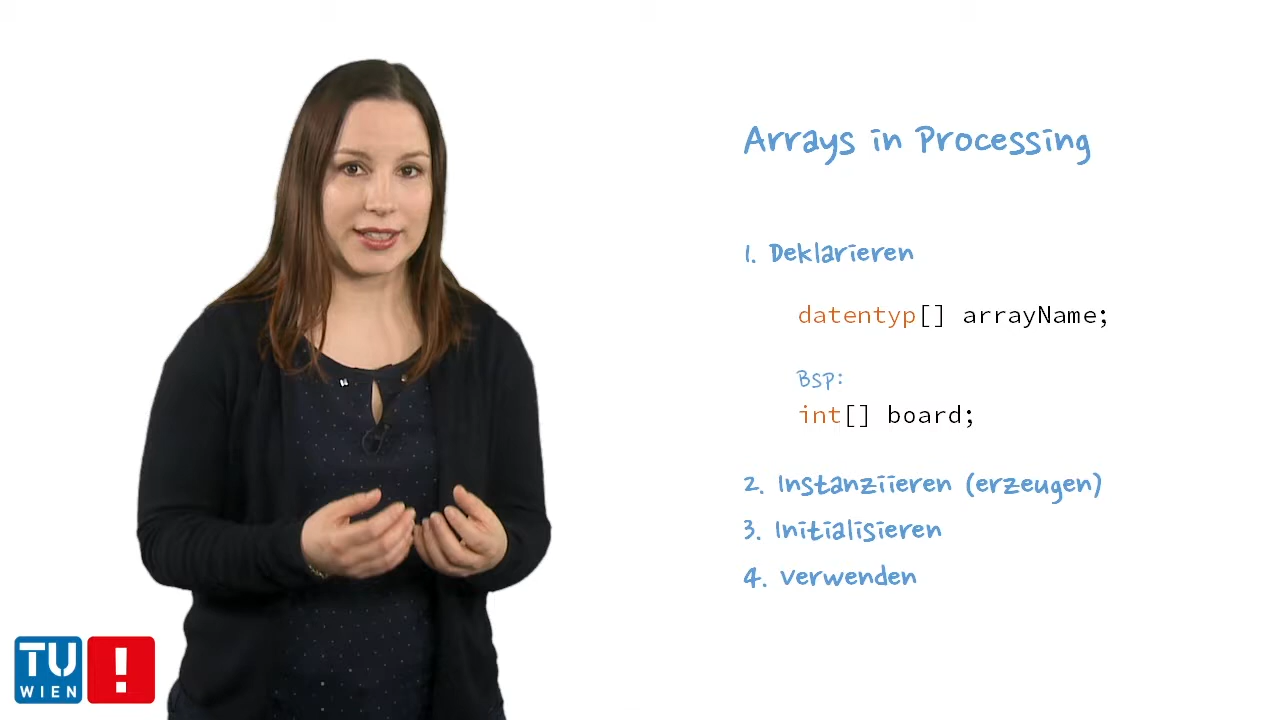 Arrays in Processing
1. Deklarieren
datentyp[] arrayName;
Bsp:
int[] board;
2. Instanziieren (erzeugen)
3. Initialisieren
4. Verwenden
TU
WIEN
!